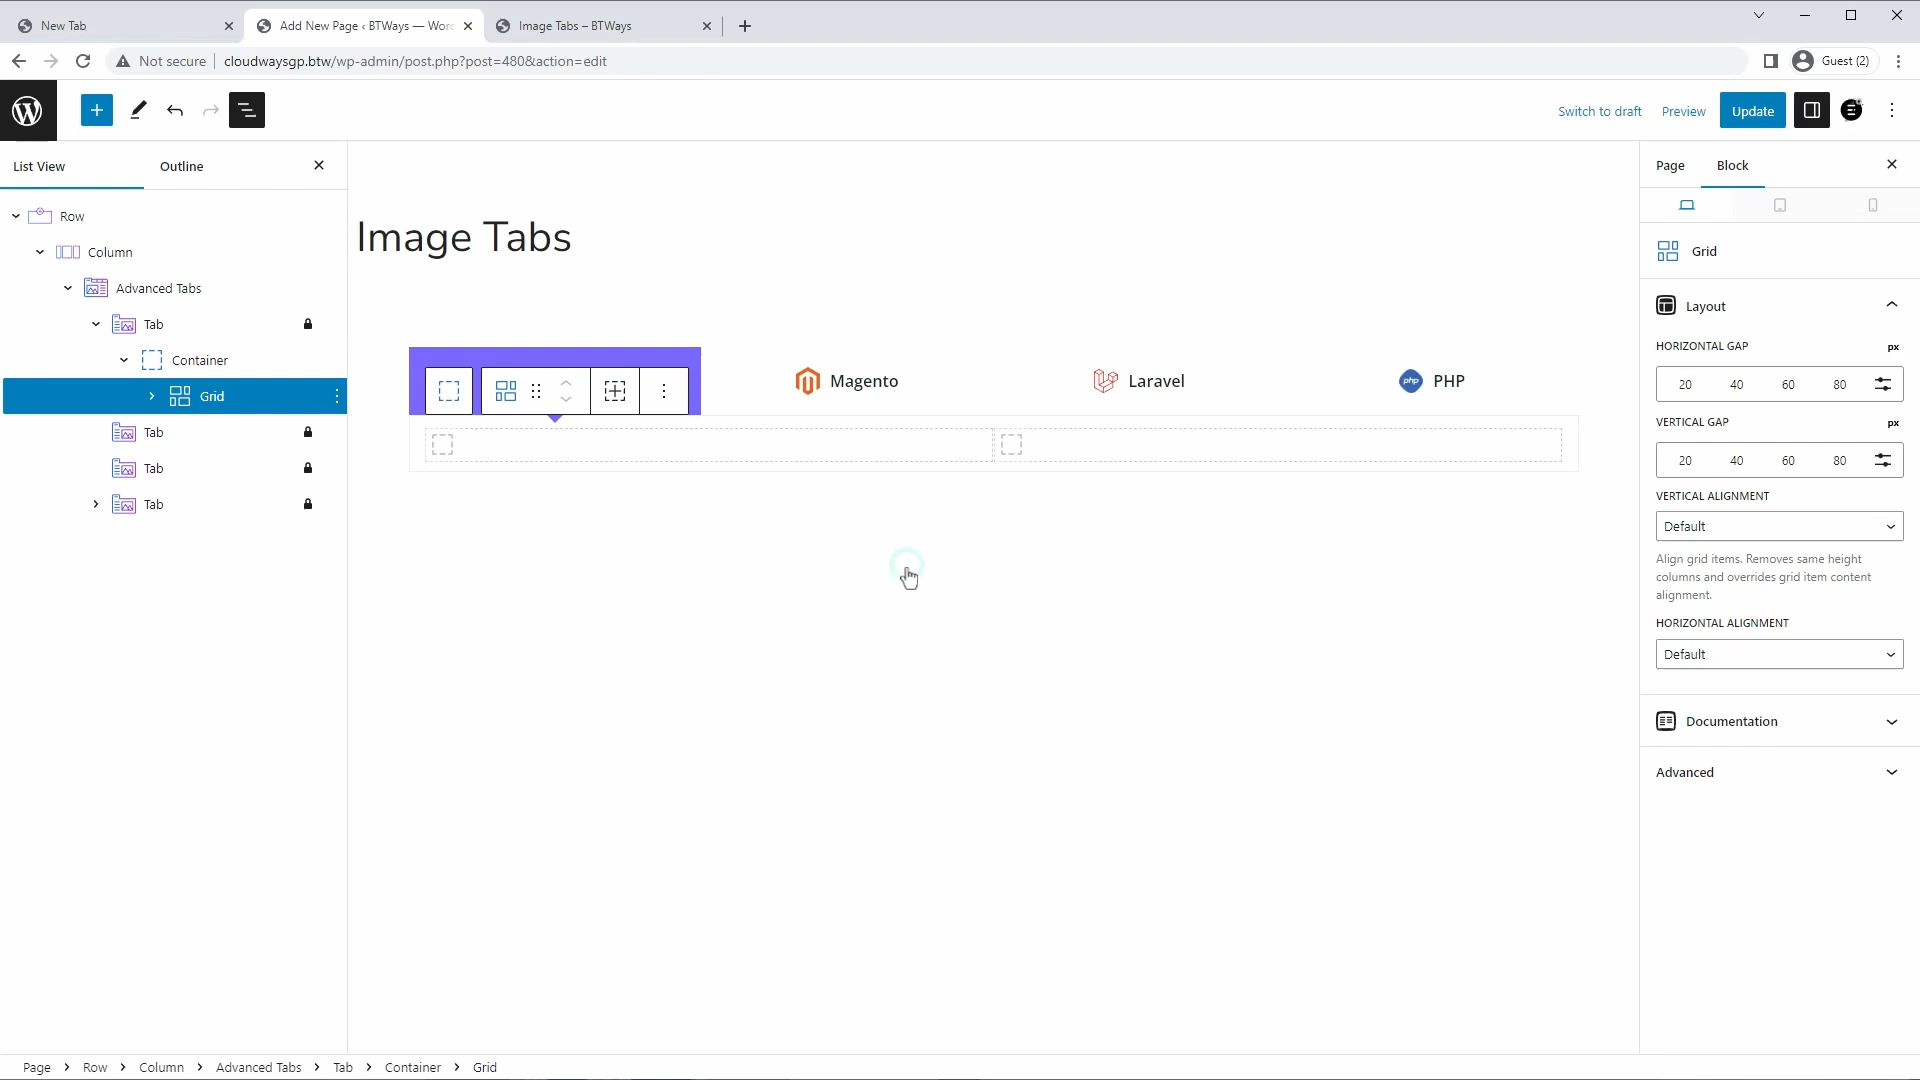 New Tab
Add New Page ‹ BTWays — Worc
Image Tabs – BTWays
Not secure
cloudwaysgp.btw/wp-admin/post.php?post=480&action=edit
Guest (2)
Switch to draft
Preview
Update
List View
Outline
Page
Block
Row
Column
Advanced Tabs
Tab
Container
Grid
Tab
Tab
Tab
Image Tabs
Magento
Laravel
php
PHP
Grid
Layout
HORIZONTAL GAP
px
20
40
60
80
VERTICAL GAP
px
20
40
60
80
VERTICAL ALIGNMENT
Default
Align grid items. Removes same height
columns and overrides grid item content
alignment.
HORIZONTAL ALIGNMENT
Default
Documentation
Advanced
Page
Row
Column
Advanced Tabs
Tab
Container
Grid